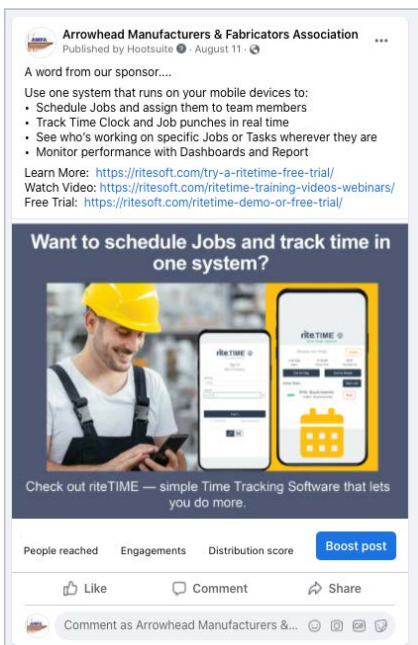 Arrowhead Manufacturers & Fabricators Association
Published by Hootsuite · August 11 ·
A word from our sponsor....
Use one system that runs on your mobile devices to:
• Schedule Jobs and assign them to team members
• Track Time Clock and Job punches in real time
• See who's working on specific Jobs or Tasks wherever they are
• Monitor performance with Dashboards and Report
Learn More: https://ritesoft.com/try-a-ritetime-free-trial/
Watch Video: https://ritesoft.com/ritetime-training-videos-webinars/
Free Trial: https://ritesoft.com/ritetime-demo-or-free-trial/
Want to schedule Jobs and track time in
one system?
riteTIME
riteTIME
Check out riteTIME — simple Time Tracking Software that lets
you do more.
People reached Engagements Distribution score Boost post
Like Comment Share
Comment as Arrowhead Manufacturers &...